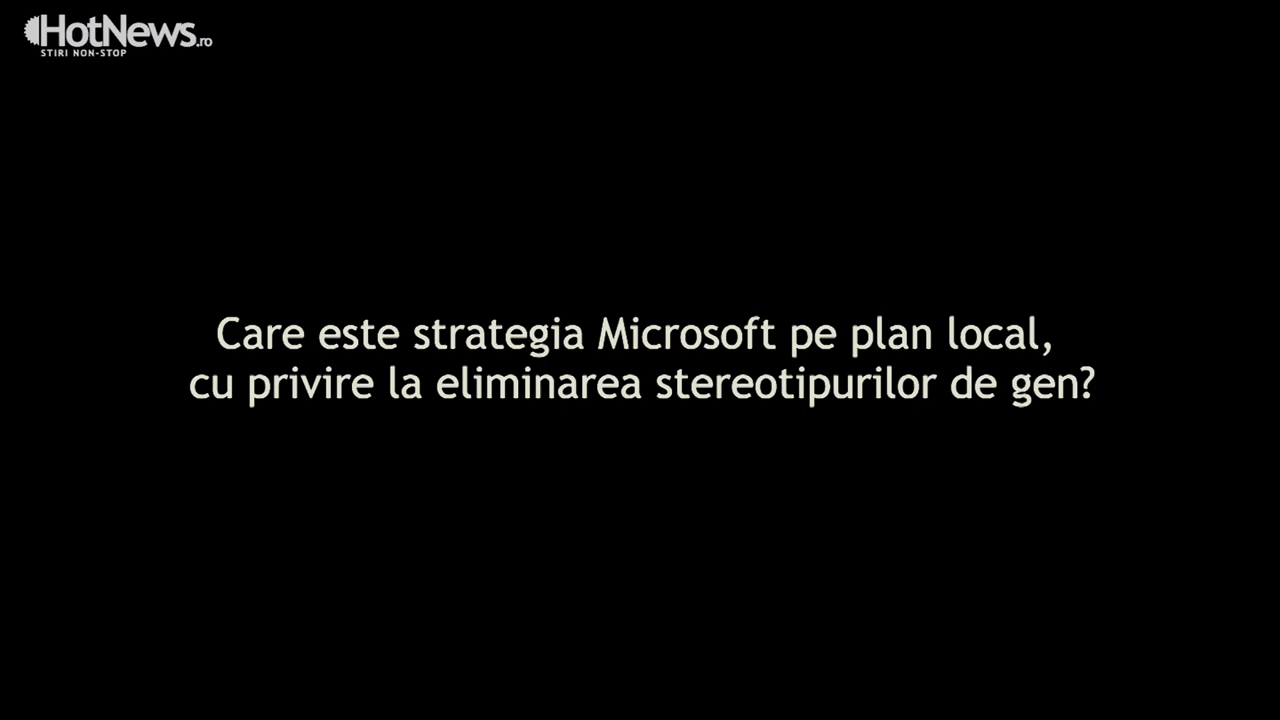 HotNews.ro
STIRI NON-STOP
Care este strategia Microsoft pe plan local,
cu privire la eliminarea stereotipurilor de gen?